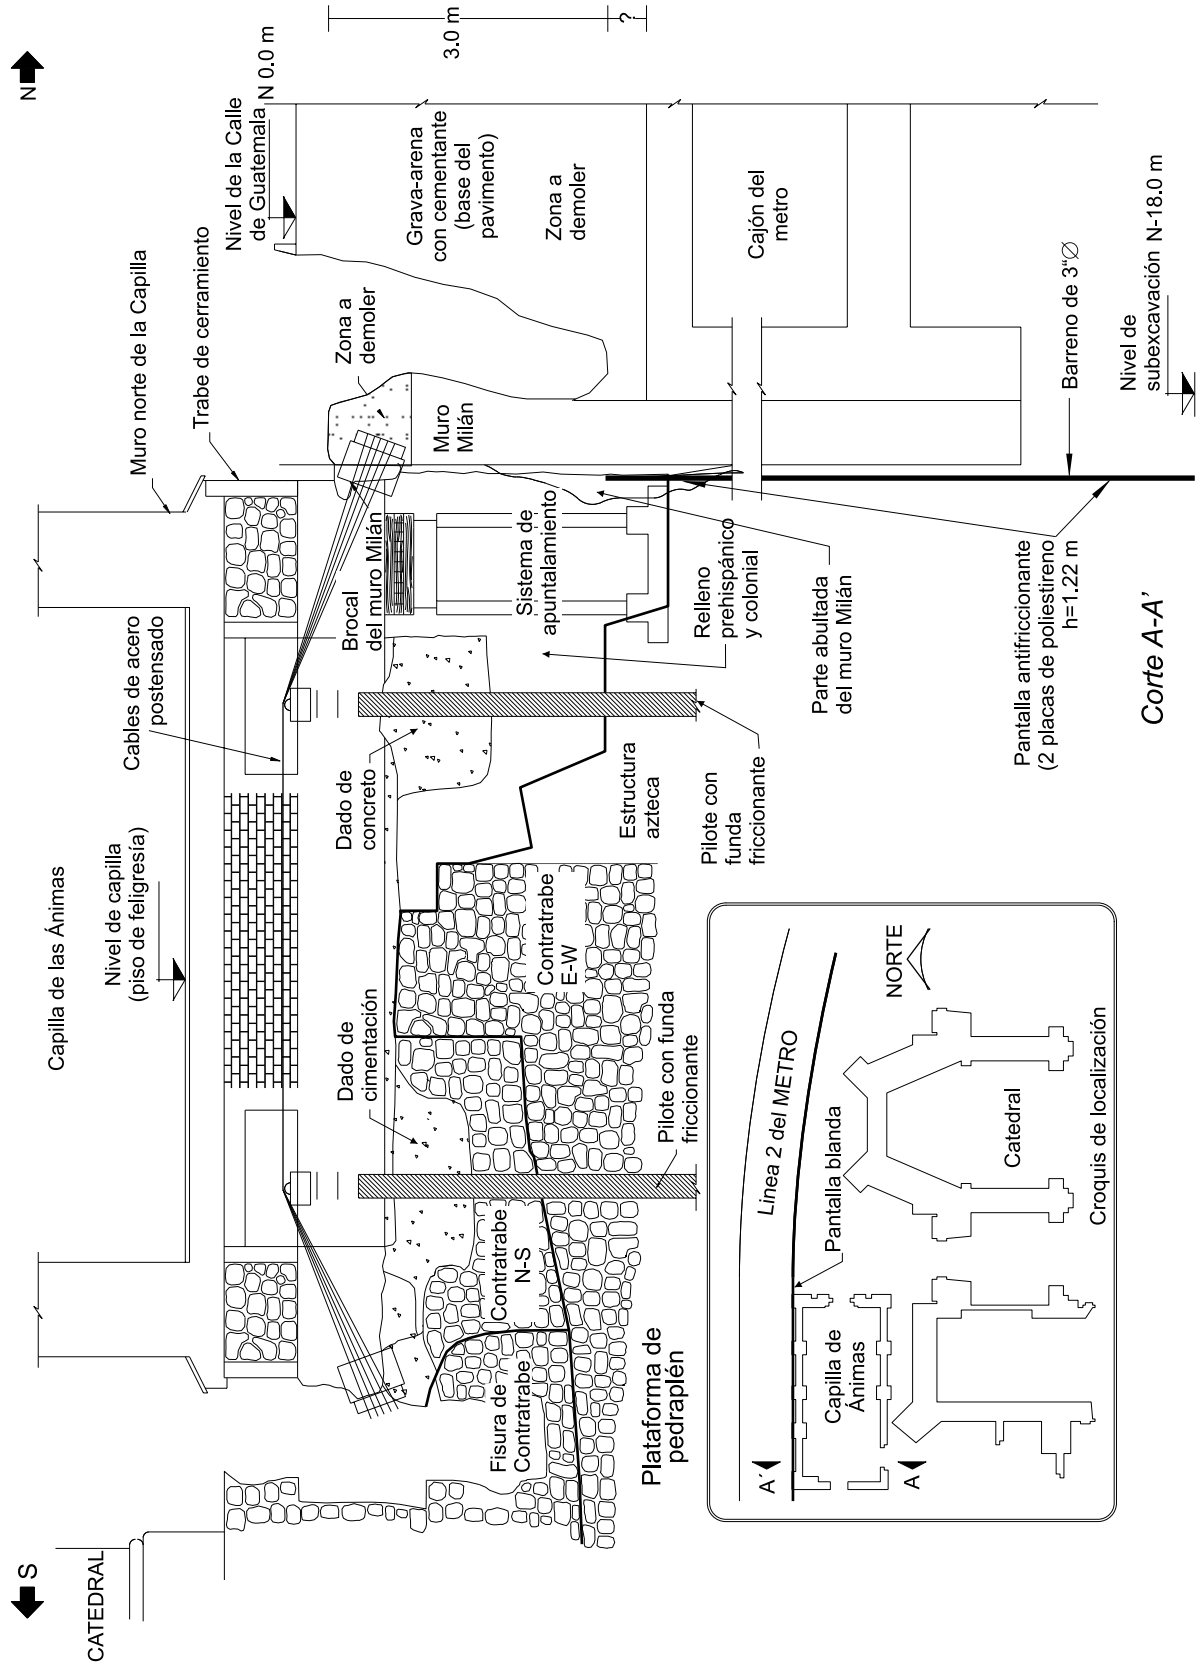 S
N
CATEDRAL
Capilla de las Ánimas
Nivel de capilla
(piso de feligresía)
Cables de acero
postensado
Muro norte de la Capilla
Trabe de cerramiento
Nivel de la Calle
de Guatemala
N 0.0 m
Zona a
demoler
Grava-arena
con cementante
(base del
pavimento)
Zona a
demoler
3.0 m
?
Dado de
cimentación
Dado de
concreto
Brocal
del muro Milán
Muro
Milán
Sistema de
apuntalamiento
Fisura de
Contratrabe
Contratrabe
N-S
Contratrabe
E-W
Estructura
azteca
Relleno
prehispánico
y colonial
Cajón del
metro
Plataforma de
pedraplén
Pilote con funda
friccionante
Pilote con
funda
friccionante
Parte abultada
del muro Milán
Pantalla antifriccionante
(2 placas de poliestireno
h=1.22 m
Barreno de 3"Ø
Nivel de
subexcavación N-18.0 m
Corte A-A'
A´
A
Linea 2 del METRO
Pantalla blanda
NORTE
Capilla de
Ánimas
Catedral
Croquis de localización